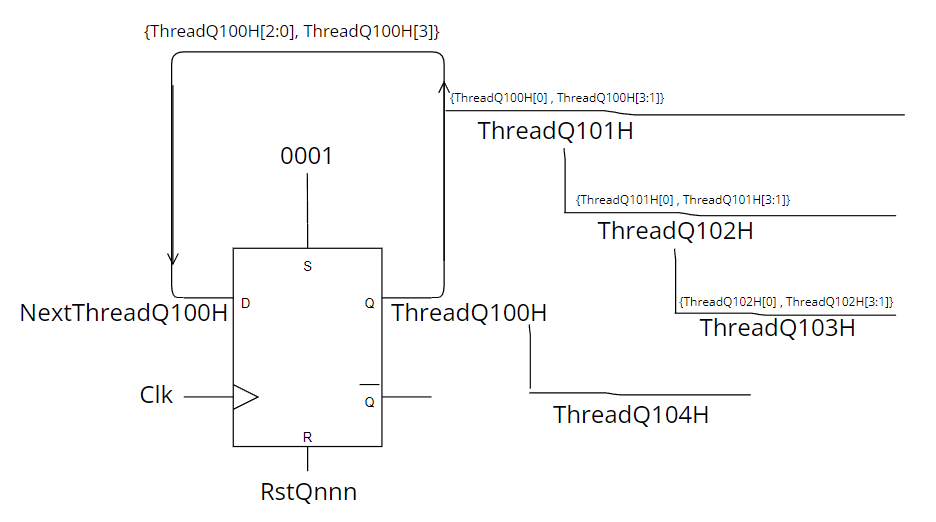 {ThreadQ100H[2:0], ThreadQ100H[3]}
{ThreadQ100H[0] , ThreadQ100H[3:1]}
ThreadQ101H
0001
{ThreadQ101H[0] , ThreadQ101H[3:1]}
ThreadQ102H
S
NextThreadQ100H
D
Q
ThreadQ100H
{ThreadQ102H[0] , ThreadQ102H[3:1]}
ThreadQ103H
Clk
Q
ThreadQ104H
R
RstQnnn